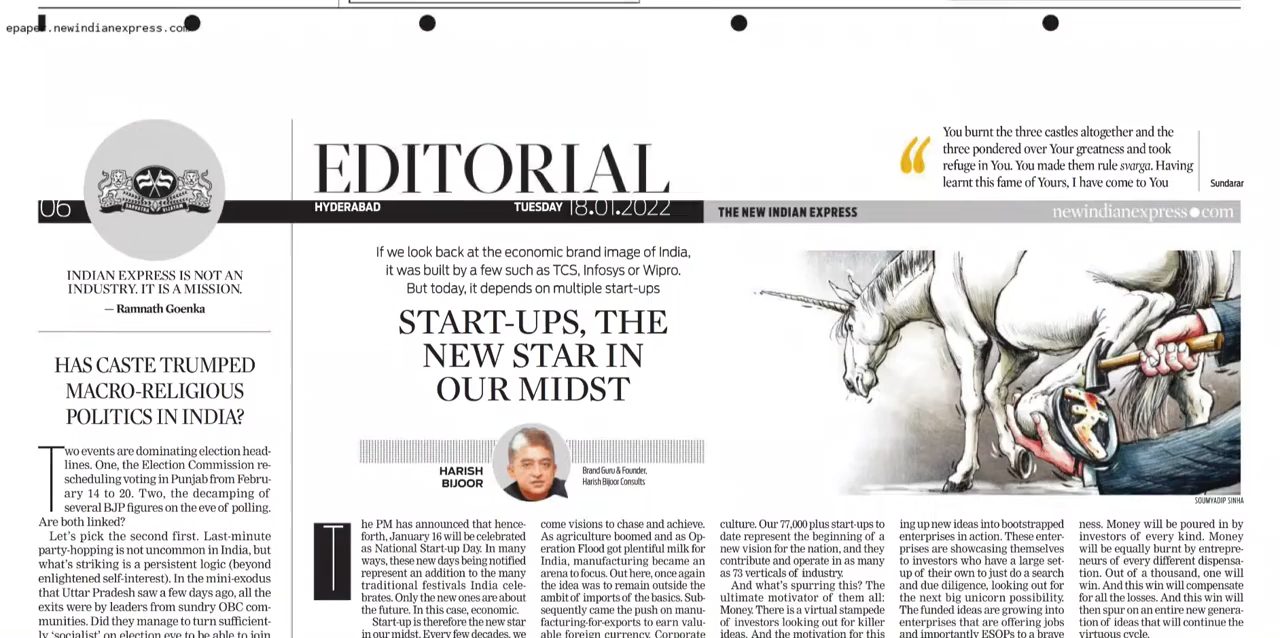 epaper.newindianexpress.com
06
INDIAN EXPRESS IS NOT AN
INDUSTRY. IT IS A MISSION.
— Ramnath Goenka
HAS CASTE TRUMPED
MACRO-RELIGIOUS
POLITICS IN INDIA?
Two events are dominating election head-
lines. One, the Election Commission re-
scheduling voting in Punjab from Febru-
ary 14 to 20. Two, the decamping of
several BJP figures on the eve of polling.
Are both linked?
Let's pick the second first. Last-minute
party-hopping is not uncommon in India, but
what's striking is a persistent logic (beyond
enlightened self-interest). In the mini-exodus
that Uttar Pradesh saw a few days ago, all the
exits were by leaders from sundry OBC com-
munities. Did they manage to turn sufficient-
ly 'socialist' on election eve to be able to join
EDITORIAL
HYDERABAD TUESDAY 18.01.2022
THE NEW INDIAN EXPRESS
newindianexpress●com
“
You burnt the three castles altogether and the
three pondered over Your greatness and took
refuge in You. You made them rule svarga. Having
learnt this fame of Yours, I have come to You
Sundarar
If we look back at the economic brand image of India,
it was built by a few such as TCS, Infosys or Wipro.
But today, it depends on multiple start-ups
START-UPS, THE
NEW STAR IN
OUR MIDST
HARISH
BIJOOR
Brand Guru & Founder,
Harish Bijoor Consults
SOUMYADIP SINHA
The PM has announced that hence-
forth, January 16 will be celebrated
as National Start-up Day. In many
ways, these new days being notified
represent an addition to the many
traditional festivals India cele-
brates. Only the new ones are about
the future. In this case, economic.
Start-up is therefore the new star
in our midst. Every few decades, we
come visions to chase and achieve.
As agriculture boomed and as Op-
eration Flood got plentiful milk for
India, manufacturing became an
arena to focus. Out here, once again
the idea was to remain outside the
ambit of imports of the basics. Sub-
sequently came the push on manu-
facturing-for-exports to earn valu-
able foreign currency. Corporate
culture. Our 77,000 plus start-ups to
date represent the beginning of a
new vision for the nation, and they
contribute and operate in as many
as 73 verticals of industry.
And what's spurring this? The
ultimate motivator of them all:
Money. There is a virtual stampede
of investors looking out for killer
ideas. And the motivation for this
ing up new ideas into bootstrapped
enterprises in action. These enter-
prises are showcasing themselves
to investors who have a large set-
up of their own to just do a search
and due diligence, looking out for
the next big unicorn possibility.
The funded ideas are growing into
enterprises that are offering jobs
and importantly ESOPs to a brave
ness. Money will be poured in by
investors of every kind. Money
will be equally burnt by entrepre-
neurs of every different dispensa-
tion. Out of a thousand, one will
win. And this win will compensate
for all the losses. And this win will
then spur on an entire new genera-
tion of ideas that will continue the
virtuous cycle.